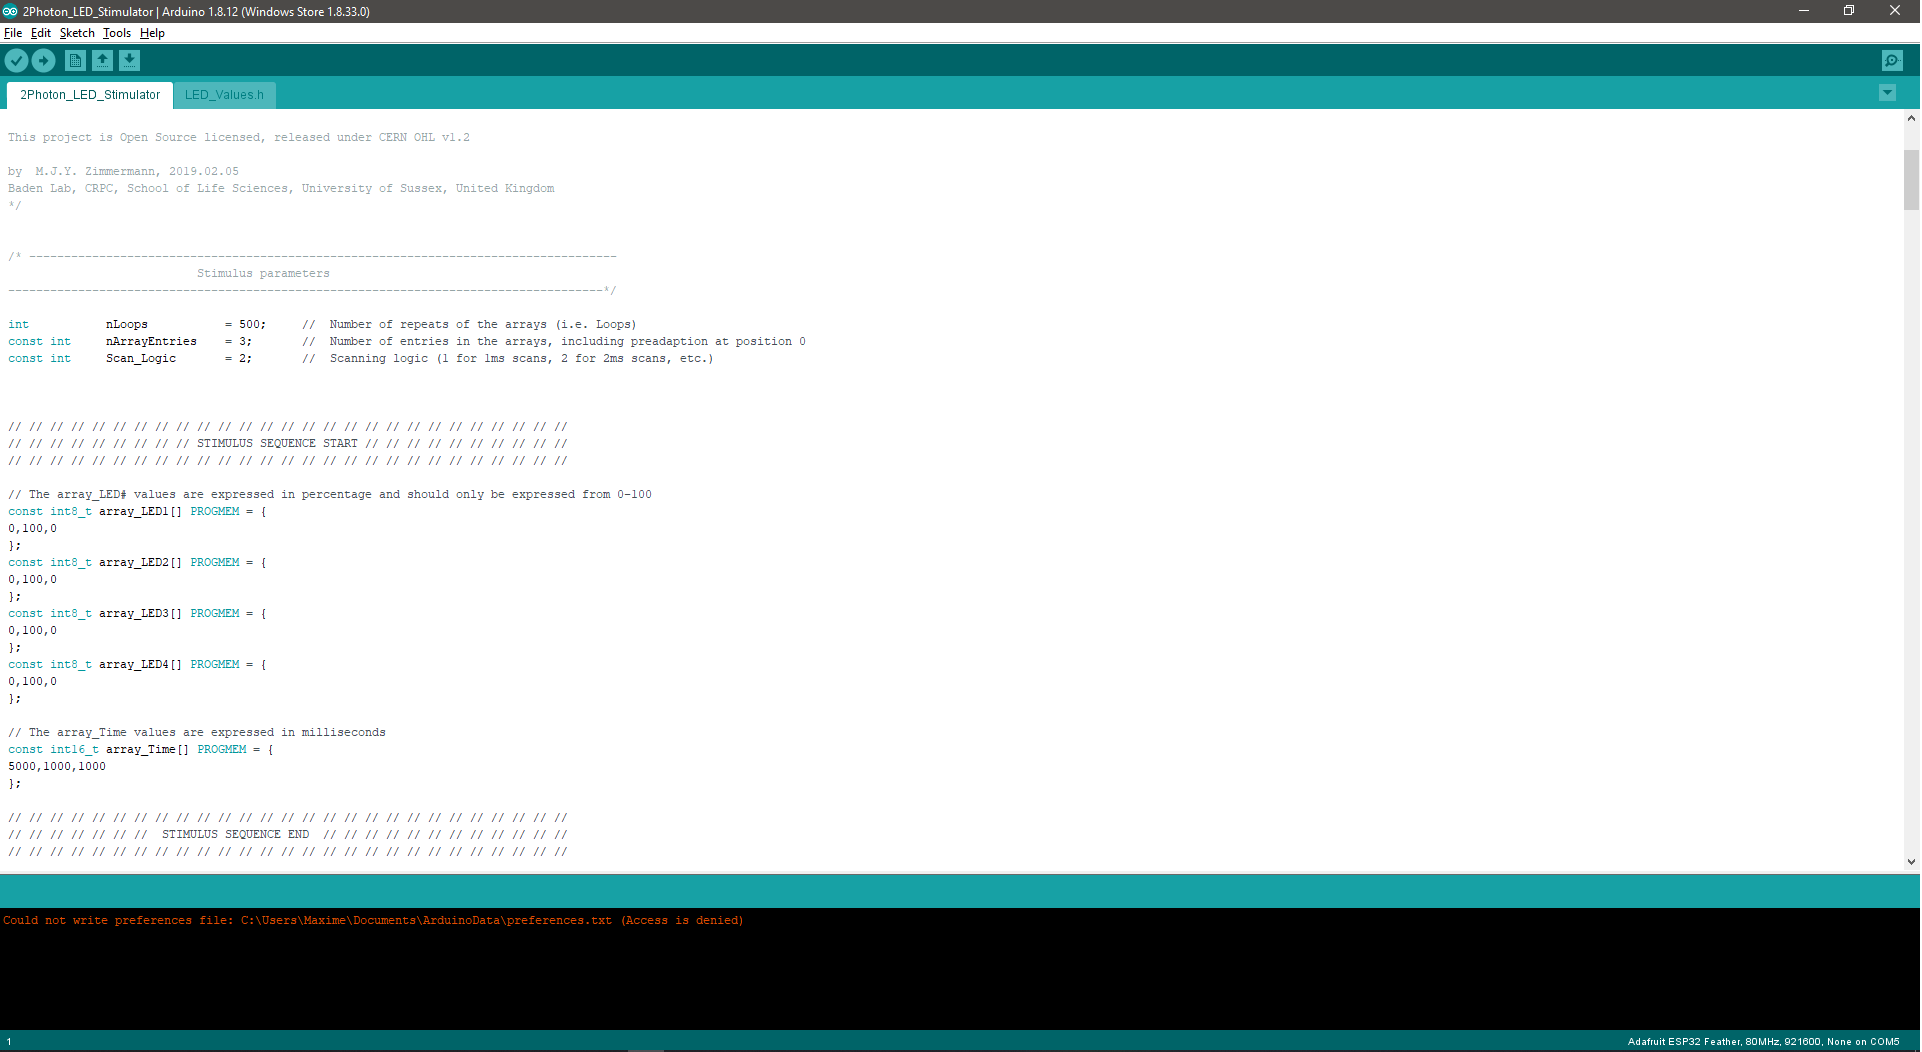 2Photon_LED_Stimulator | Arduino 1.8.12 (Windows Store 1.8.33.0)
File Edit Sketch Tools Help
2Photon_LED_Stimulator LED_Values.h
This project is Open Source licensed, released under CERN OHL v1.2
by  M.J.Y. Zimmermann, 2019.02.05
Baden Lab, CRPC, School of Life Sciences, University of Sussex, United Kingdom
*/
/* ------------------------------------------------------------------------------------
Stimulus parameters
-------------------------------------------------------------------------------------*/
int           nLoops           = 500;     //  Number of repeats of the arrays (i.e. Loops)
const int     nArrayEntries    = 3;       //  Number of entries in the arrays, including preadaption at position 0
const int     Scan_Logic       = 2;       //  Scanning logic (1 for 1ms scans, 2 for 2ms scans, etc.)
// // // // // // // // // // // // // // // // // // // // // // // // // // //
// // // // // // // // // STIMULUS SEQUENCE START // // // // // // // // // //
// // // // // // // // // // // // // // // // // // // // // // // // // // //
// The array_LED# values are expressed in percentage and should only be expressed from 0-100
const int8_t array_LED1[] PROGMEM = {
0,100,0
};
const int8_t array_LED2[] PROGMEM = {
0,100,0
};
const int8_t array_LED3[] PROGMEM = {
0,100,0
};
const int8_t array_LED4[] PROGMEM = {
0,100,0
};
// The array_Time values are expressed in milliseconds
const int16_t array_Time[] PROGMEM = {
5000,1000,1000
};
// // // // // // // // // // // // // // // // // // // // // // // // // // //
// // // // // // //  STIMULUS SEQUENCE END  // // // // // // // // // // // //
// // // // // // // // // // // // // // // // // // // // // // // // // // //
Could not write preferences file: C:\Users\Maxime\Documents\ArduinoData\preferences.txt (Access is denied)
1
Adafruit ESP32 Feather, 80MHz, 921600, None on COM5